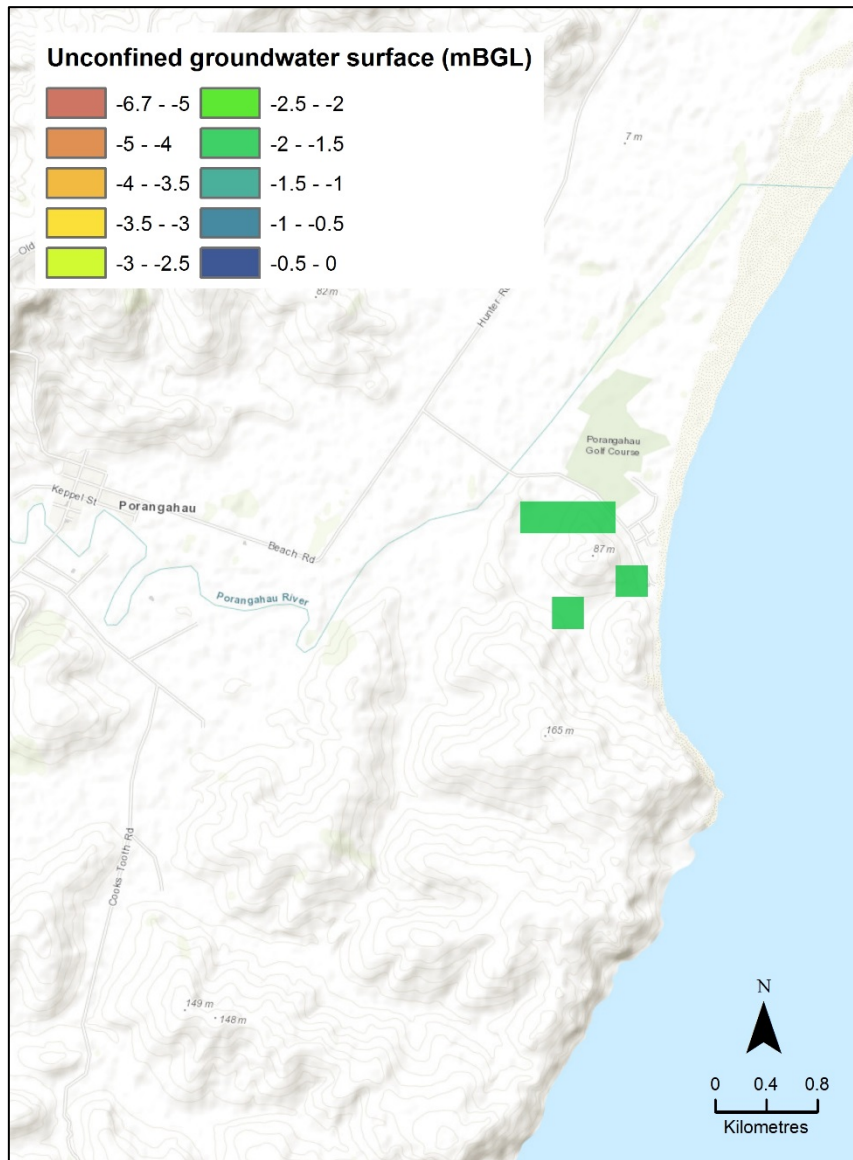 Unconfined groundwater surface (mBGL)
-6.7 - -5
-5 - -4
-4 - -3.5
-3.5 - -3
-3 - -2.5
-2.5 - -2
-2 - -1.5
-1.5 - -1
-1 - -0.5
-0.5 - 0
7 m
Old
82 m
Hunter Rd
Porangahau
Golf Course
Keppel St
Porangahau
Beach Rd
87 m
Porangahau River
165 m
Cooks Tooth Rd
149 m
148 m
N
0 0.4 0.8
Kilometres